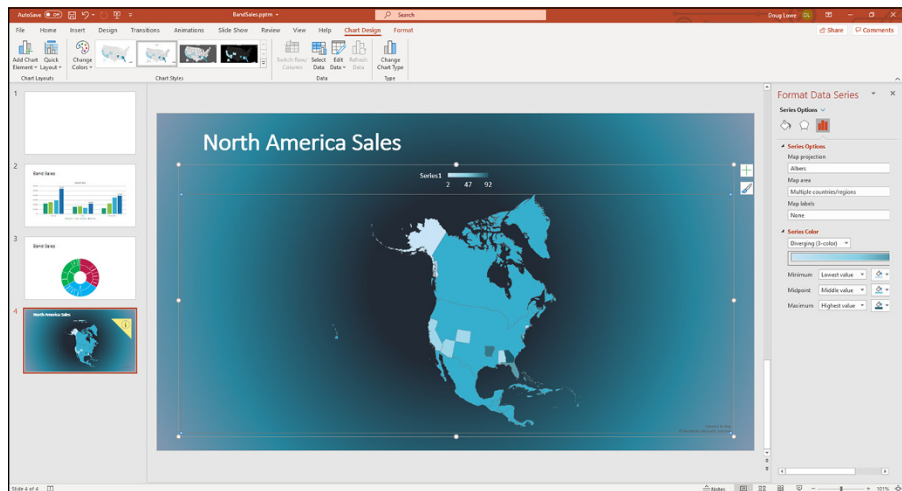 AutoSave Off
BandSales.pptm
Search
Doug Lowe DL
File Home Insert Design Transitions Animations Slide Show Review View Help Chart Design Format
Share Comments
Add Chart Element Quick Layout
Change Colors
Switch Row/ Column Select Data Edit Data Refresh Data
Change Chart Type
Chart Layouts
Chart Styles
Data
Type
1
2
Band Sales
3
Band Sales
4
North America Sales
North America Sales
Series1
2 47 92
Format Data Series
Series Options
Series Options
Map projection
Albers
Map area
Multiple countries/regions
Map labels
None
Series Color
Diverging (3-color)
Minimum Lowest value
Midpoint Middle value
Maximum Highest value
Slide 4 of 4
Notes
101%